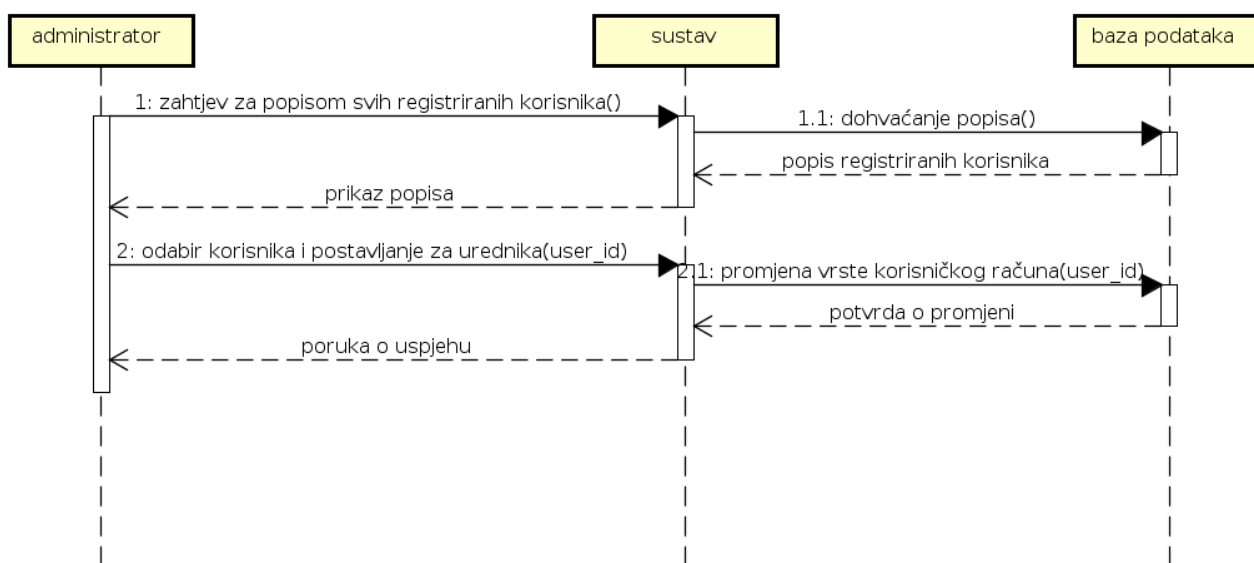 administrator
sustav
baza podataka
1: zahtjev za popisom svih registriranih korisnika()
1.1: dohvaćanje popisa()
popis registriranih korisnika
prikaz popisa
2: odabir korisnika i postavljanje za urednika(user_id)
2.1: promjena vrste korisničkog računa(user_id)
potvrda o promjeni
poruka o uspjehu